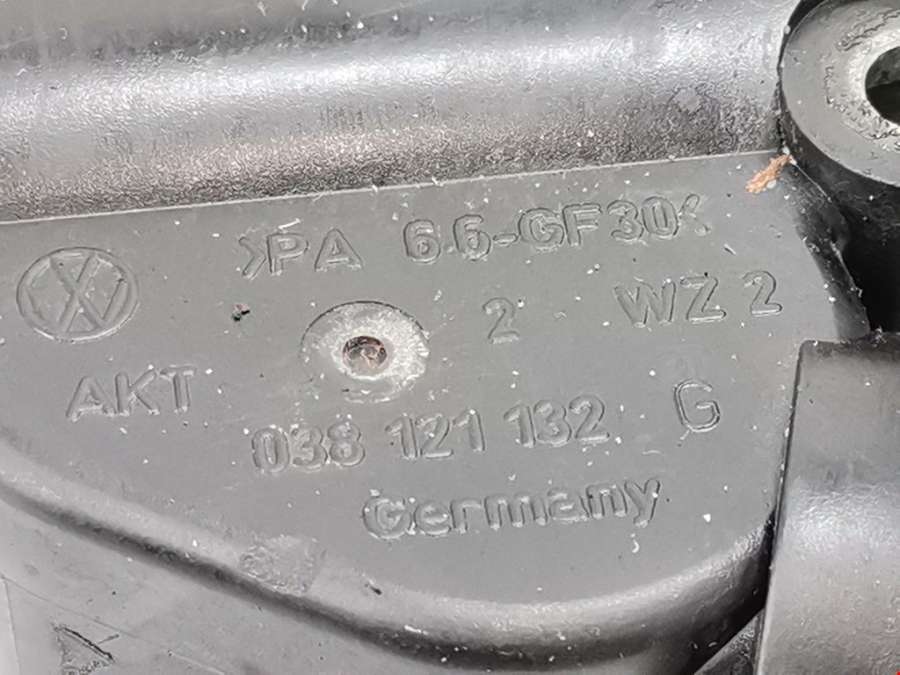 >PA 6.6-GF30<
2 WZ 2
AKT
038 121 132 G
Germany